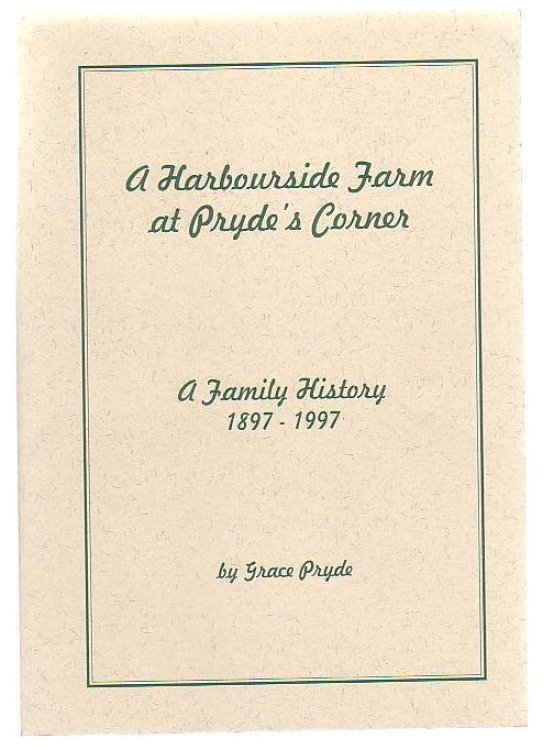 A Harbourside Farm
at Pryde's Corner
A Family History
1897 - 1997
by Grace Pryde